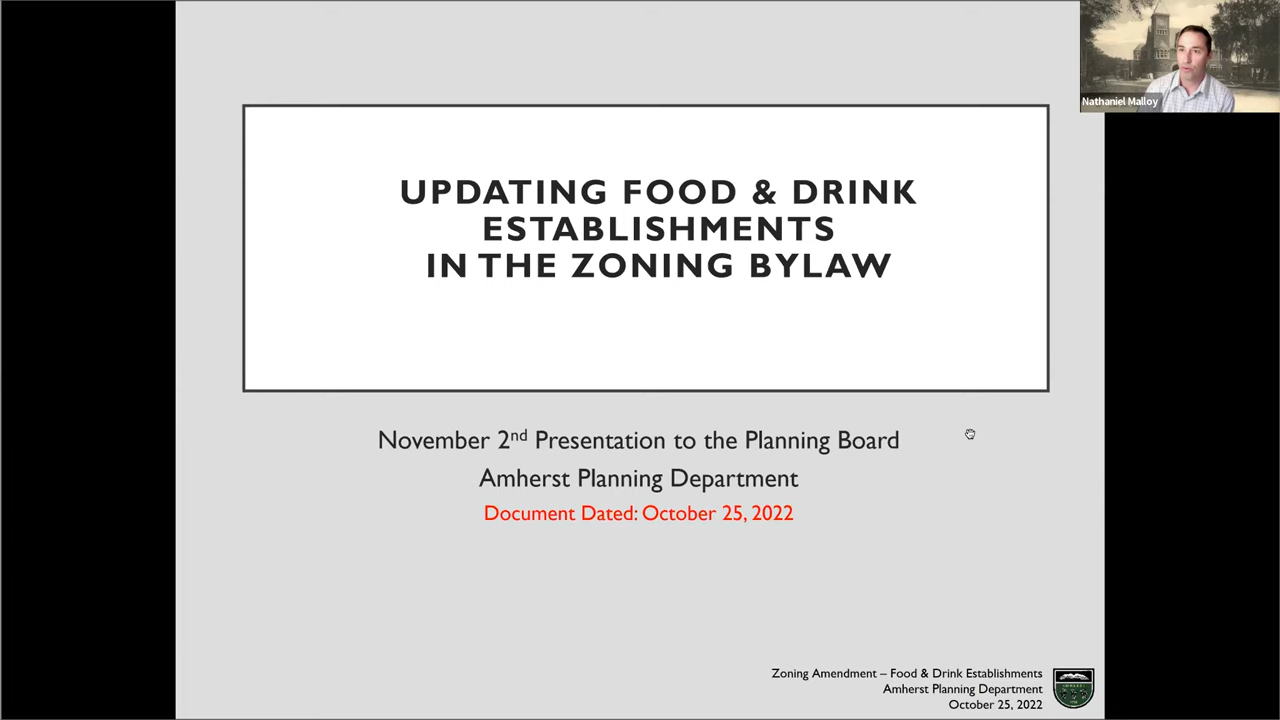 Nathaniel Malloy
UPDATING FOOD & DRINK
ESTABLISHMENTS
IN THE ZONING BYLAW
November 2nd Presentation to the Planning Board
Amherst Planning Department
Document Dated: October 25, 2022
Zoning Amendment – Food & Drink Establishments
Amherst Planning Department
October 25, 2022